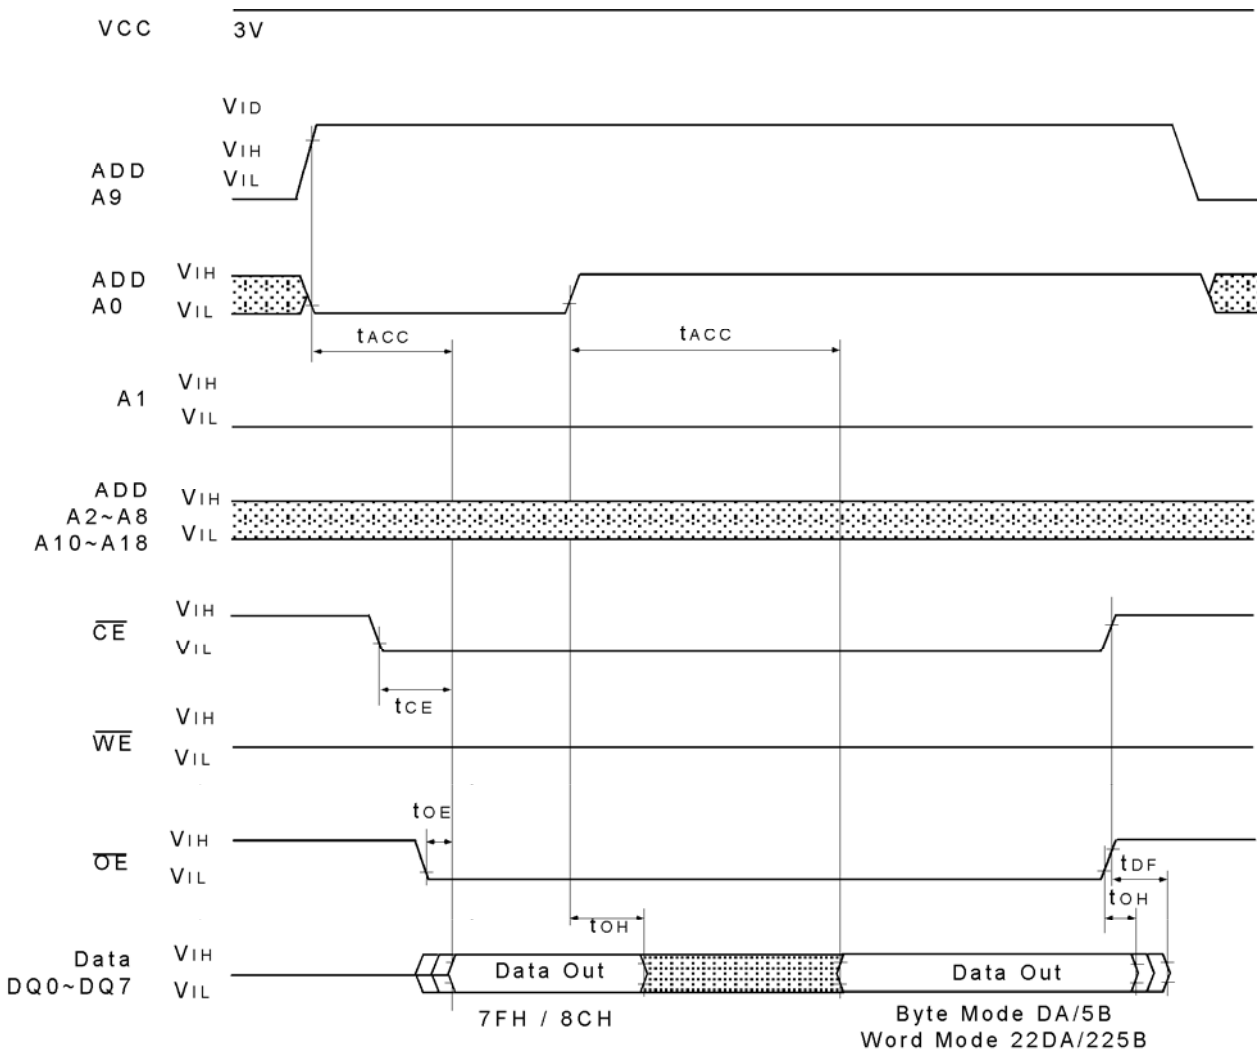 VCC 3V
VID
VIH
ADD VIL
A9
ADD VIH
A0 VIL
tACC tACC
VIH
A1
VIL
ADD VIH
A2~A8
A10~A18 VIL
VIH
CE
VIL
tCE
VIH
WE
VIL
tOE
VIH
OE
VIL
tDF
tOH
tOH
Data VIH
DQ0~DQ7 VIL
Data Out Data Out
7FH / 8CH
Byte Mode DA/5B
Word Mode 22DA/225B